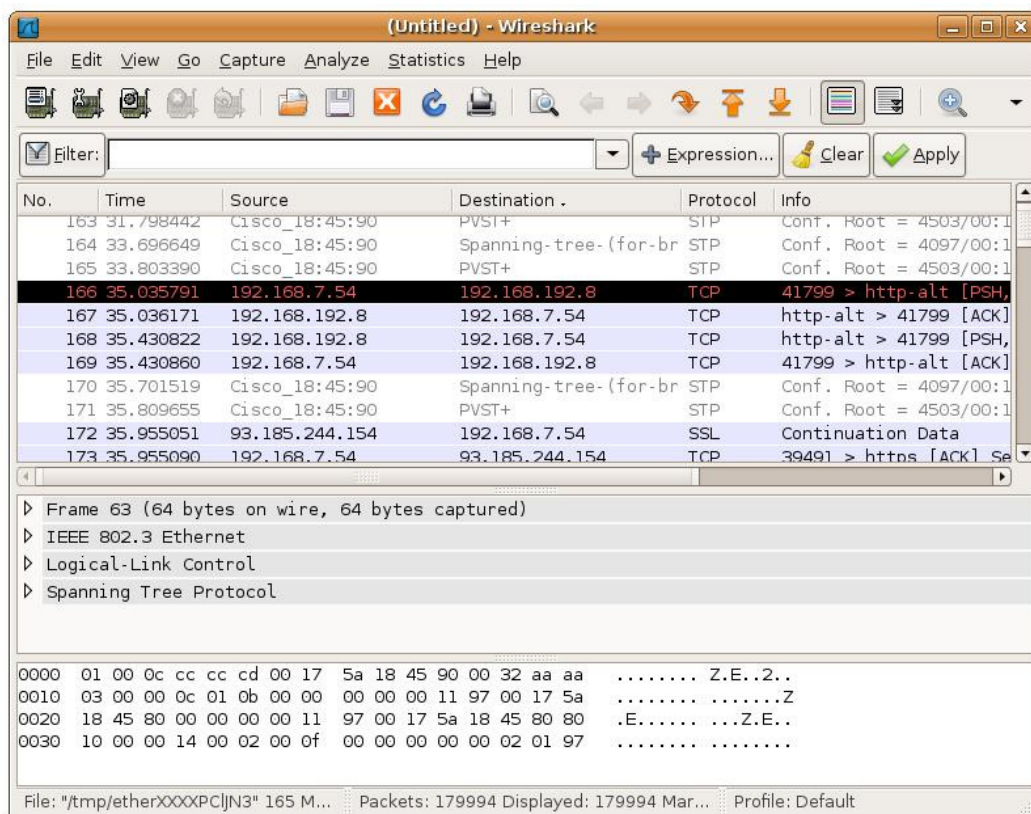 (Untitled) - Wireshark
File Edit View Go Capture Analyze Statistics Help
Filter: Expression... Clear Apply
No. Time Source Destination Protocol Info
163 31.798442 Cisco_18:45:90 PVST+ STP Conf. Root = 4503/00:1
164 33.696649 Cisco_18:45:90 Spanning-tree-(for-br STP Conf. Root = 4097/00:1
165 33.803390 Cisco_18:45:90 PVST+ STP Conf. Root = 4503/00:1
166 35.035791 192.168.7.54 192.168.192.8 TCP 41799 > http-alt [PSH,
167 35.036171 192.168.192.8 192.168.7.54 TCP http-alt > 41799 [ACK]
168 35.430822 192.168.192.8 192.168.7.54 TCP http-alt > 41799 [PSH,
169 35.430860 192.168.7.54 192.168.192.8 TCP 41799 > http-alt [ACK]
170 35.701519 Cisco_18:45:90 Spanning-tree-(for-br STP Conf. Root = 4097/00:1
171 35.809655 Cisco_18:45:90 PVST+ STP Conf. Root = 4503/00:1
172 35.955051 93.185.244.154 192.168.7.54 SSL Continuation Data
173 35.955090 192.168.7.54 93.185.244.154 TCP 39491 > https [ACK] Se
Frame 63 (64 bytes on wire, 64 bytes captured)
IEEE 802.3 Ethernet
Logical-Link Control
Spanning Tree Protocol
0000 01 00 0c cc cc cd 00 17 5a 18 45 90 00 32 aa aa ........ Z.E..2..
0010 03 00 00 0c 01 0b 00 00 00 00 00 11 97 00 17 5a ........ .......Z
0020 18 45 80 00 00 00 00 11 97 00 17 5a 18 45 80 80 .E...... ...Z.E..
0030 10 00 00 14 00 02 00 0f 00 00 00 00 00 02 01 97 ........ ........
File: "/tmp/etherXXXXPCljN3" 165 M... Packets: 179994 Displayed: 179994 Mar... Profile: Default